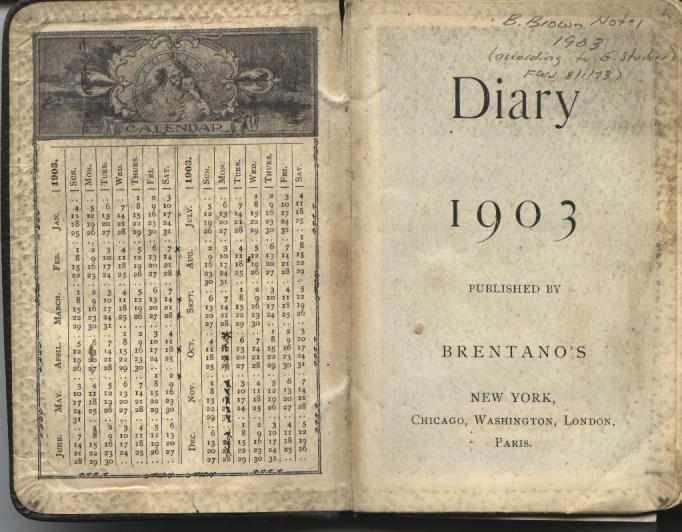 CALENDAR
1903. SUN. MON. TUES. WED. THURS. FRI. SAT.
JAN. .. .. .. .. 1 2 3
4 5 6 7 8 9 10
11 12 13 14 15 16 17
18 19 20 21 22 23 24
25 26 27 28 29 30 31
FEB. 1 2 3 4 5 6 7
8 9 10 11 12 13 14
15 16 17 18 19 20 21
22 23 24 25 26 27 28
MARCH. 1 2 3 4 5 6 7
8 9 10 11 12 13 14
15 16 17 18 19 20 21
22 23 24 25 26 27 28
29 30 31 .. .. .. ..
APRIL. .. .. .. 1 2 3 4
5 6 7 8 9 10 11
12 13 14 15 16 17 18
19 20 21 22 23 24 25
26 27 28 29 30 .. ..
MAY. .. .. .. .. .. 1 2
3 4 5 6 7 8 9
10 11 12 13 14 15 16
17 18 19 20 21 22 23
24 25 26 27 28 29 30
31 .. .. .. .. .. ..
JUNE. .. 1 2 3 4 5 6
7 8 9 10 11 12 13
14 15 16 17 18 19 20
21 22 23 24 25 26 27
28 29 30 .. .. .. ..
1903. SUN. MON. TUES. WED. THURS. FRI. SAT.
JULY. .. .. .. 1 2 3 4
5 6 7 8 9 10 11
12 13 14 15 16 17 18
19 20 21 22 23 24 25
26 27 28 29 30 31 ..
AUG. .. .. .. .. .. .. 1
2 3 4 5 6 7 8
9 10 11 12 13 14 15
16 17 18 19 20 21 22
23 24 25 26 27 28 29
30 31 .. .. .. .. ..
SEPT. .. .. 1 2 3 4 5
6 7 8 9 10 11 12
13 14 15 16 17 18 19
20 21 22 23 24 25 26
27 28 29 30 .. .. ..
OCT. .. .. .. .. 1 2 3
4 5 6 7 8 9 10
11 12 13 14 15 16 17
18 19 20 21 22 23 24
25 26 27 28 29 30 31
NOV. 1 2 3 4 5 6 7
8 9 10 11 12 13 14
15 16 17 18 19 20 21
22 23 24 25 26 27 28
29 30 .. .. .. .. ..
DEC. .. .. 1 2 3 4 5
6 7 8 9 10 11 12
13 14 15 16 17 18 19
20 21 22 23 24 25 26
27 28 29 30 31 .. ..
B. Brown Notes
1903
(according to G.
8/1/73)
Diary
1903
PUBLISHED BY
BRENTANO'S
NEW YORK,
CHICAGO, WASHINGTON, LONDON,
PARIS.